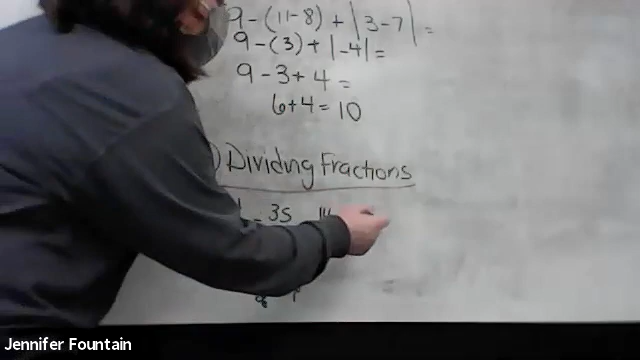 9 - (11 - 8) + |3 - 7| =
9 - (3) + |-4| =
9 - 3 + 4 =
6 + 4 = 10
) Dividing Fractions
- 35
=
Jennifer Fountain